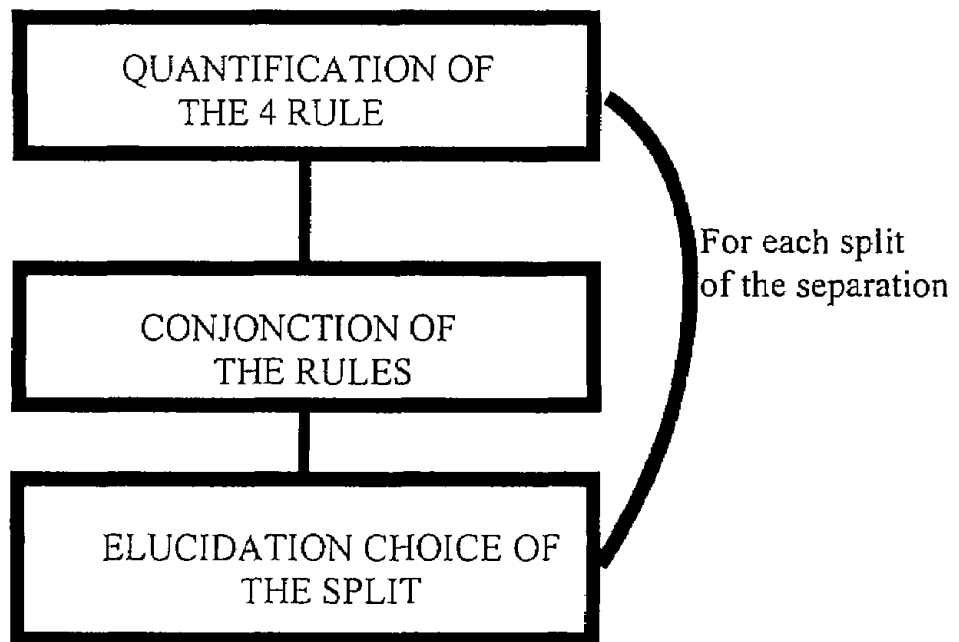 QUANTIFICATION OF
THE 4 RULE
For each split
of the separation
CONJONCTION OF
THE RULES
ELUCIDATION CHOICE OF
THE SPLIT